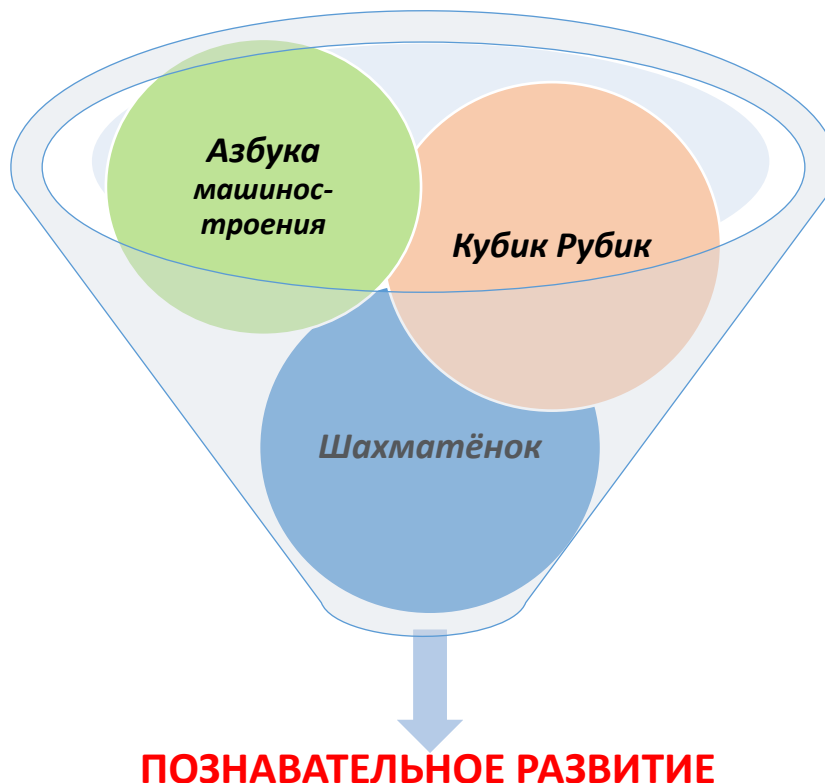 Азбука
машинос-
троения
Кубик Рубик
Шахматёнок
ПОЗНАВАТЕЛЬНОЕ РАЗВИТИЕ